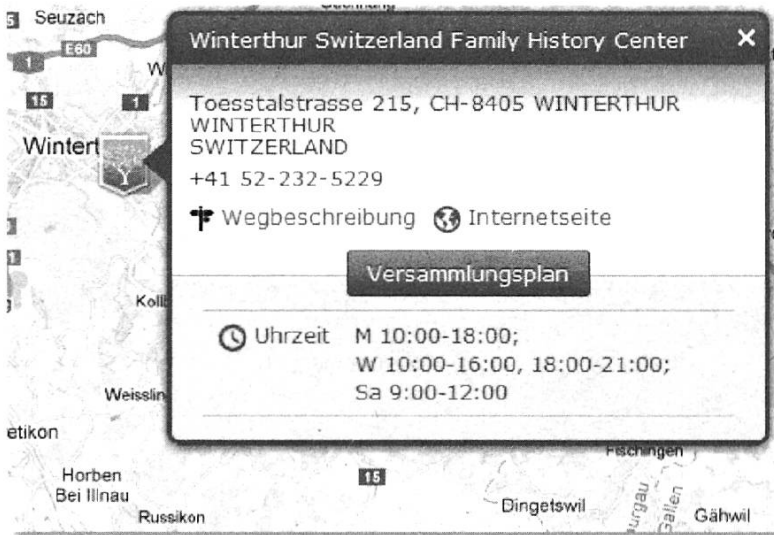 Seuzach
E60
1
15
1
Winterthur Switzerland Family History Center
Toesstalstrasse 215, CH-8405 WINTERTHUR
WINTERTHUR
SWITZERLAND
+41 52-232-5229
Wegbeschreibung
Internetseite
Versammlungsplan
Uhrzeit
M 10:00-18:00;
W 10:00-16:00, 18:00-21:00;
Sa 9:00-12:00
Wintert
Koll
Weisslin
etikon
Fischingen
Horben
Bei Illnau
15
Russikon
Dingetswil
Gähwil